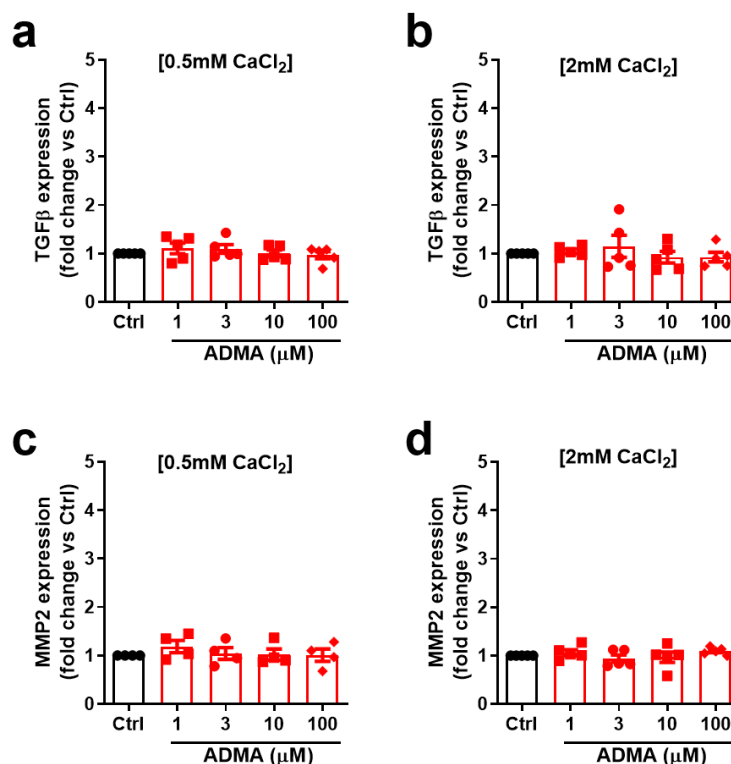 a
[0.5mM CaCl₂]
TGFβ expression
(fold change vs Ctrl)
5
4
3
2
1
0
Ctrl 1 3 10 100
ADMA (μM)
b
[2mM CaCl₂]
TGFβ expression
(fold change vs Ctrl)
5
4
3
2
1
0
Ctrl 1 3 10 100
ADMA (μM)
c
[0.5mM CaCl₂]
MMP2 expression
(fold change vs Ctrl)
5
4
3
2
1
0
Ctrl 1 3 10 100
ADMA (μM)
d
[2mM CaCl₂]
MMP2 expression
(fold change vs Ctrl)
5
4
3
2
1
0
Ctrl 1 3 10 100
ADMA (μM)